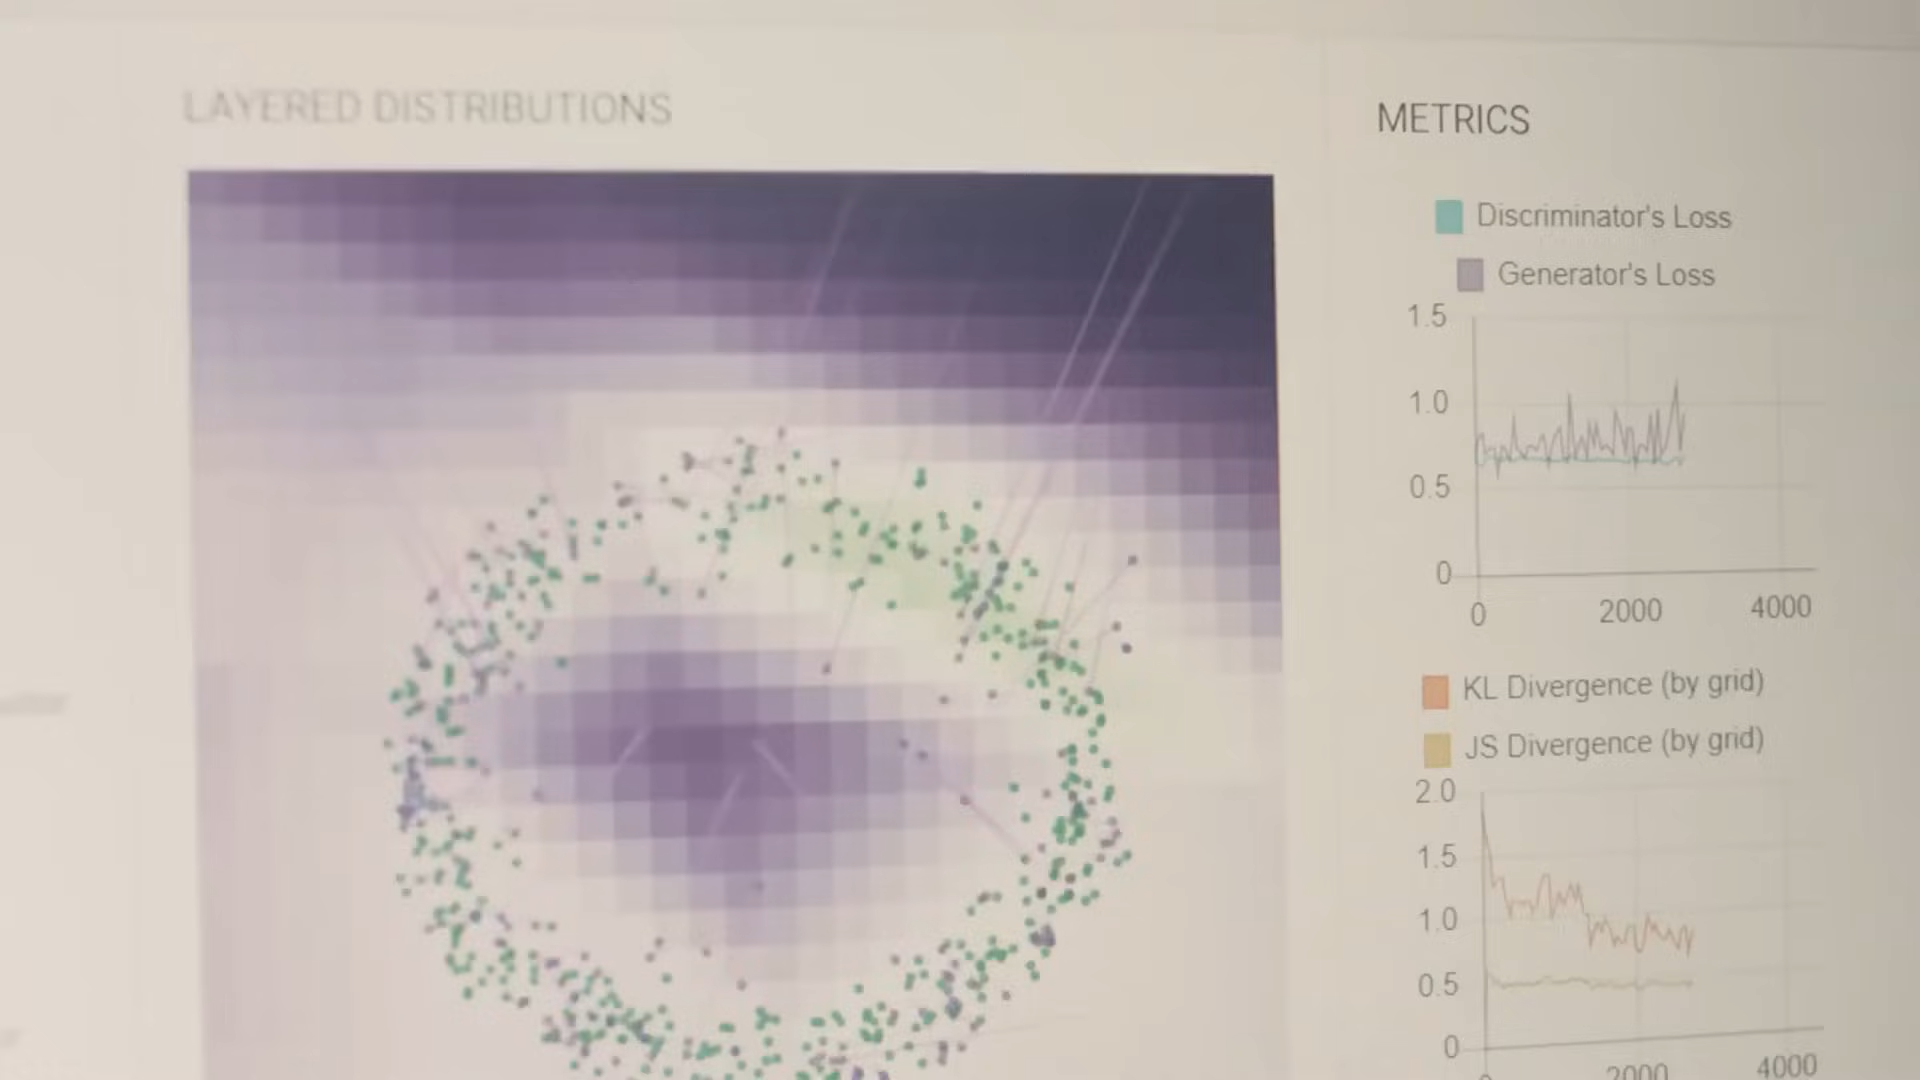 LAYERED DISTRIBUTIONS
METRICS
Discriminator's Loss
Generator's Loss
1.5
1.0
0.5
0
0 2000 4000
KL Divergence (by grid)
JS Divergence (by grid)
2.0
1.5
1.0
0.5
0
2000 4000